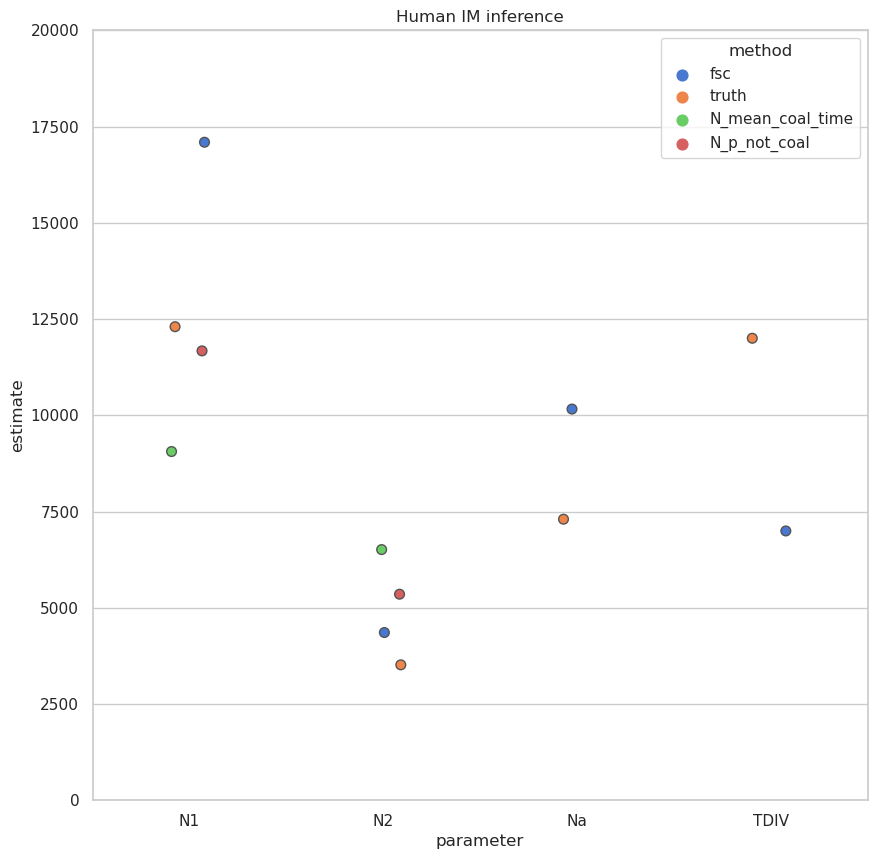 Human IM inference
20000
17500
15000
12500
10000
7500
5000
2500
0
estimate
method
fsc
truth
N_mean_coal_time
N_p_not_coal
N1
N2
Na
TDIV
parameter